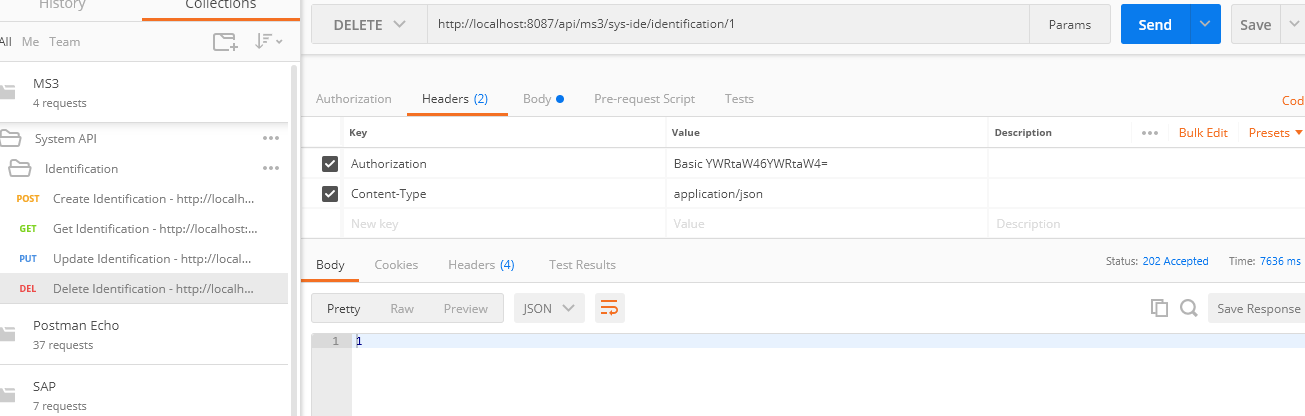 History Collections
All Me Team
MS3
4 requests
System API
Identification
POST Create Identification - http://localh...
GET Get Identification - http://localhost:...
PUT Update Identification - http://local...
DEL Delete Identification - http://localh...
Postman Echo
37 requests
SAP
7 requests
DELETE http://localhost:8087/api/ms3/sys-ide/identification/1 Params Send Save
Authorization Headers (2) Body Pre-request Script Tests Cod
Key Value Description Bulk Edit Presets
Authorization Basic YWRtaW46YWRtaW4=
Content-Type application/json
New key Value Description
Body Cookies Headers (4) Test Results Status: 202 Accepted Time: 7636 ms
Pretty Raw Preview JSON Save Response
1 1